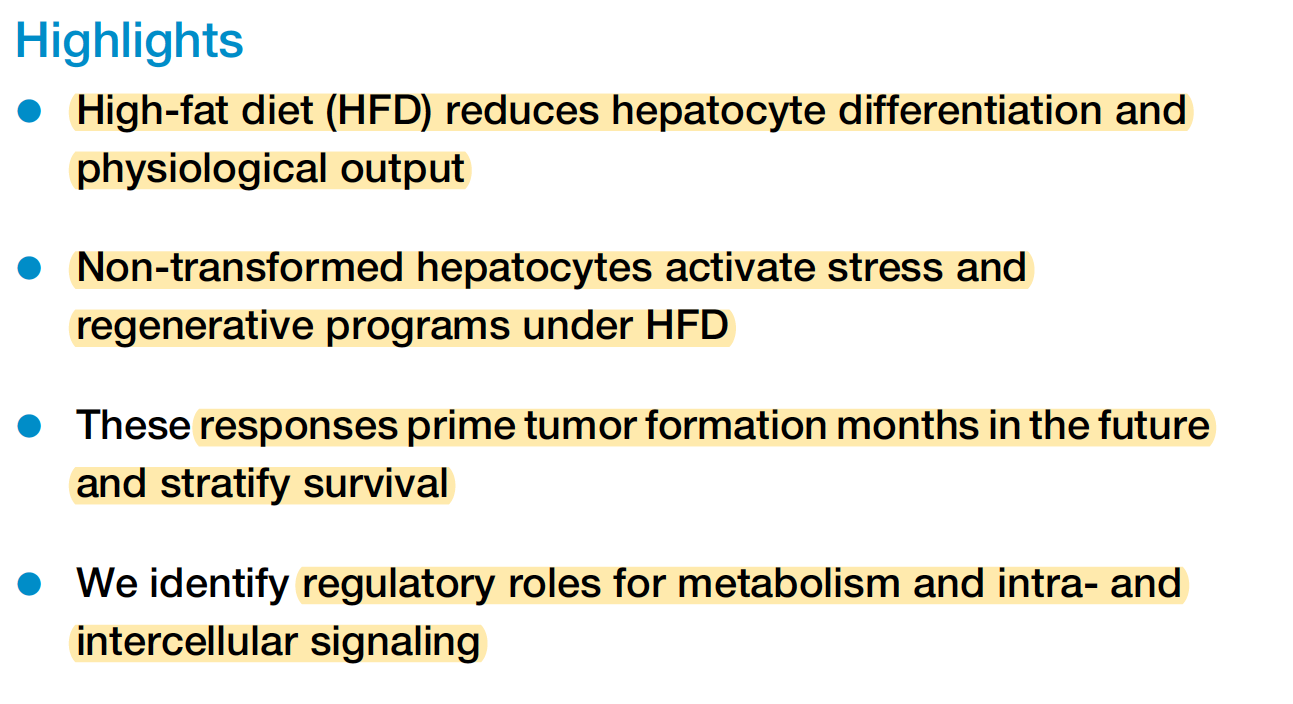 Highlights
● High-fat diet (HFD) reduces hepatocyte differentiation and
physiological output
● Non-transformed hepatocytes activate stress and
regenerative programs under HFD
● These responses prime tumor formation months in the future
and stratify survival
● We identify regulatory roles for metabolism and intra- and
intercellular signaling